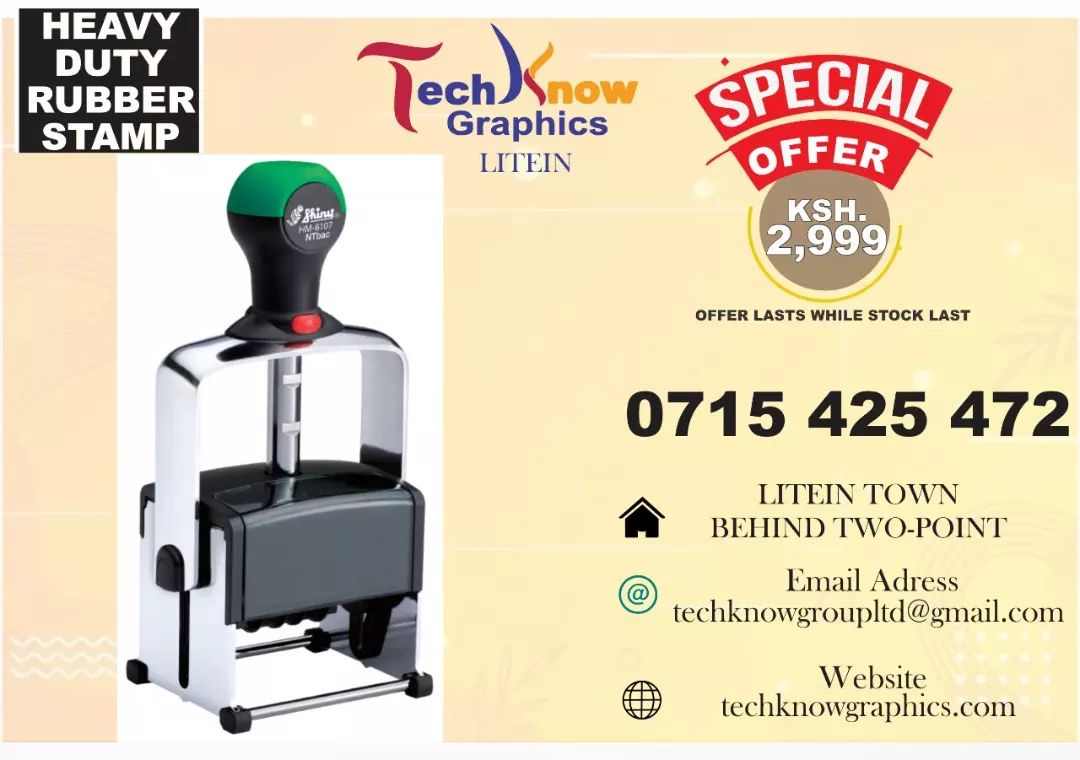 HEAVY
DUTY
RUBBER
STAMP
TechKnow
Graphics
LITEIN
SPECIAL
OFFER
KSH.
2,999
OFFER LASTS WHILE STOCK LAST
Shiny
HM-6107
NTbac
0715 425 472
LITEIN TOWN
BEHIND TWO-POINT
@
Email Adress
techknowgroupltd@gmail.com
Website
techknowgraphics.com